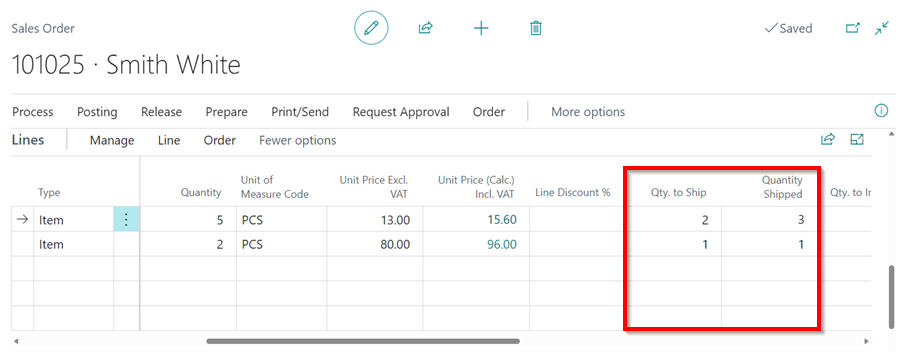 Sales Order
Saved
101025 · Smith White
Process Posting Release Prepare Print/Send Request Approval Order More options
Lines Manage Line Order Fewer options
Type Quantity Unit of Measure Code Unit Price Excl. VAT Unit Price (Calc.) Incl. VAT Line Discount % Qty. to Ship Quantity Shipped Qty. to In
Item 5 PCS 13.00 15.60 2 3
Item 2 PCS 80.00 96.00 1 1